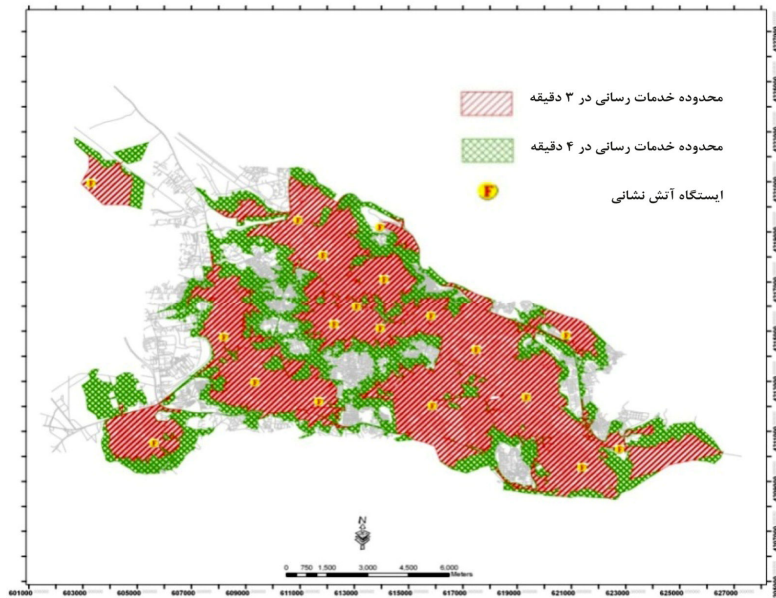 محدوده خدمات رسانی در ۳ دقیقه
محدوده خدمات رسانی در ۴ دقیقه
F ایستگاه آتش نشانی
N
0 750 1.500 3.000 4.500 6.000
Meters
601000 603000 605000 607000 609000 611000 613000 615000 617000 619000 621000 623000 625000 627000